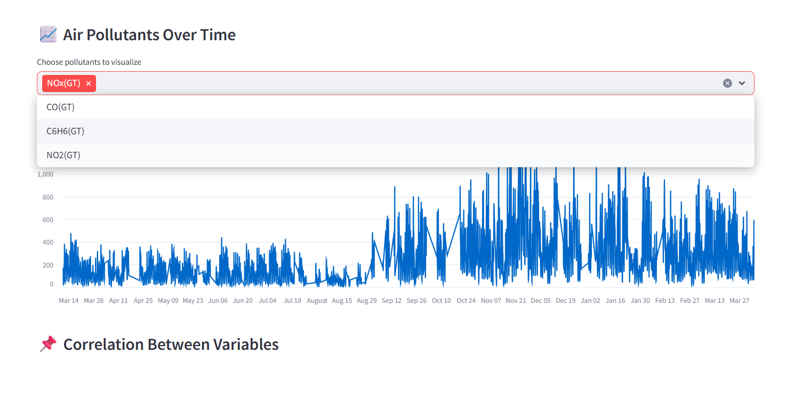 Air Pollutants Over Time
Choose pollutants to visualize
NOx(GT) ×
CO(GT)
C6H6(GT)
NO2(GT)
1,000
800
600
400
200
0
Mar 14 Mar 28 Apr 11 Apr 25 May 09 May 23 Jun 06 Jun 20 Jul 04 Jul 18 August Aug 15 Aug 29 Sep 12 Sep 26 Oct 10 Oct 24 Nov 07 Nov 21 Dec 05 Dec 19 Jan 02 Jan 16 Jan 30 Feb 13 Feb 27 Mar 13 Mar 27
Correlation Between Variables